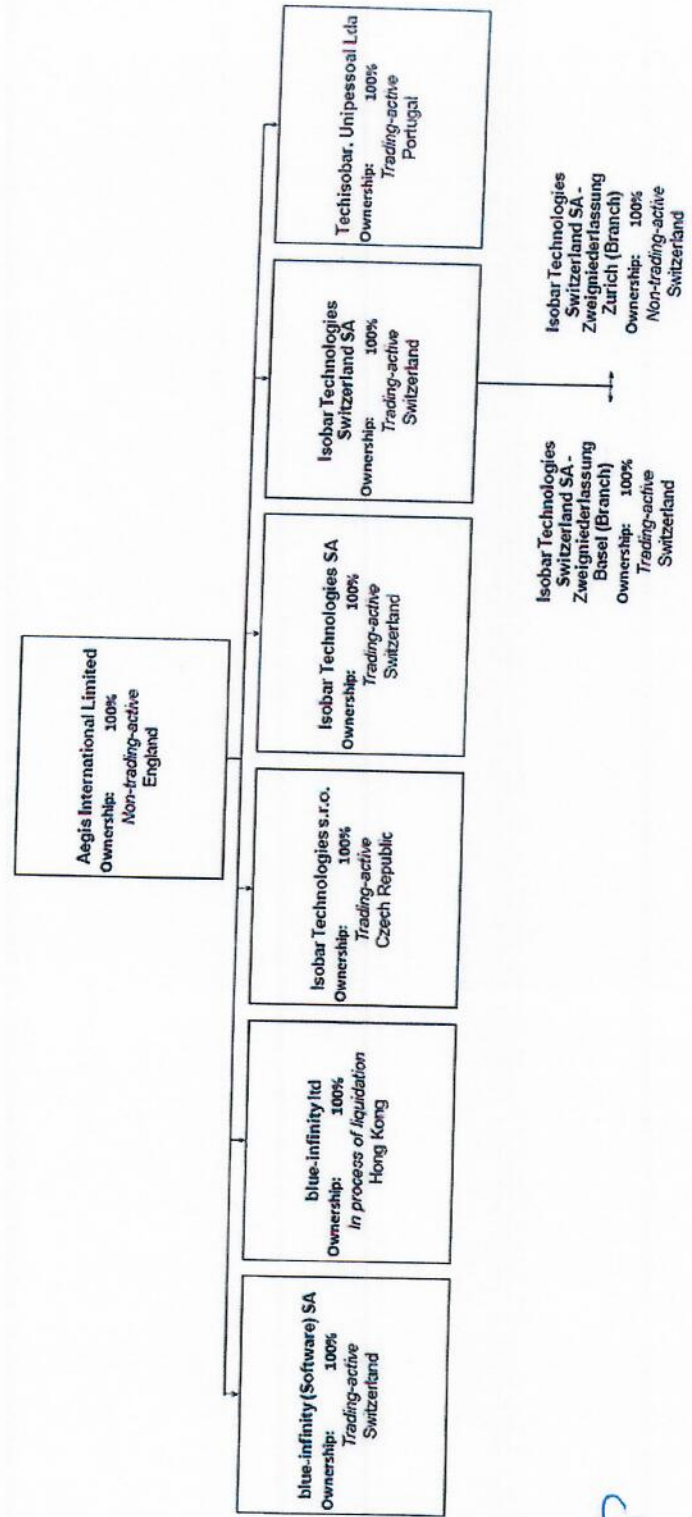 Aegis International Limited
Ownership: 100%
Non-trading-active
England
blue-infinity (Software) SA
Ownership: 100%
Trading-active
Switzerland
blue-infinity ltd
Ownership: 100%
In process of liquidation
Hong Kong
Isobar Technologies s.r.o.
Ownership: 100%
Trading-active
Czech Republic
Isobar Technologies SA
Ownership: 100%
Trading-active
Switzerland
Isobar Technologies
Switzerland SA
Ownership: 100%
Trading-active
Switzerland
Techisobar, Unipessoal Lda
Ownership: 100%
Trading-active
Portugal
Isobar Technologies
Switzerland SA -
Zweigniederlassung
Basel (Branch)
Ownership: 100%
Trading-active
Switzerland
Isobar Technologies
Switzerland SA -
Zweigniederlassung
Zurich (Branch)
Ownership: 100%
Non-trading-active
Switzerland